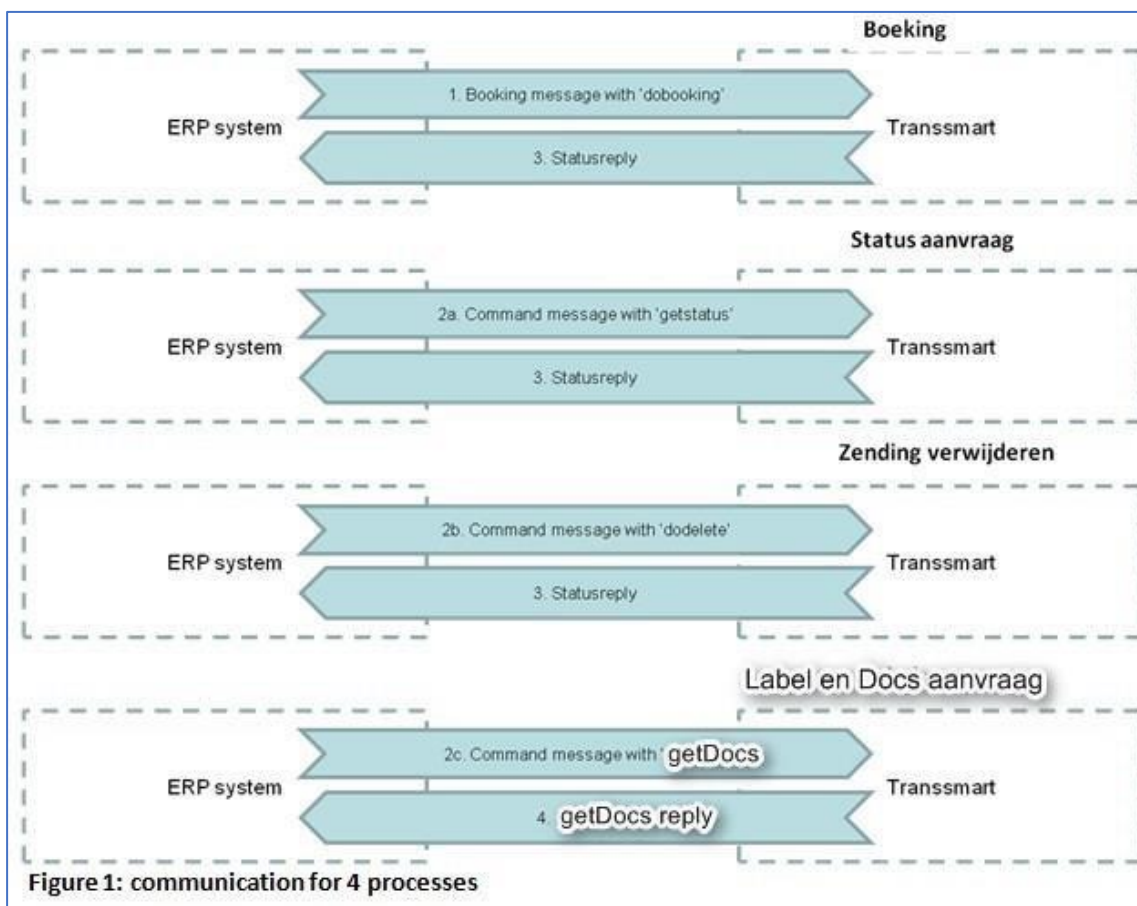 Boeking
1. Booking message with 'dobooking'
ERP system
Transsmart
3. Statusreply
Status aanvraag
2a. Command message with 'getstatus'
ERP system
Transsmart
3. Statusreply
Zending verwijderen
2b. Command message with 'dodelete'
ERP system
Transsmart
3. Statusreply
Label en Docs aanvraag
2c. Command message with 'getDocs
ERP system
Transsmart
4. getDocs reply
Figure 1: communication for 4 processes